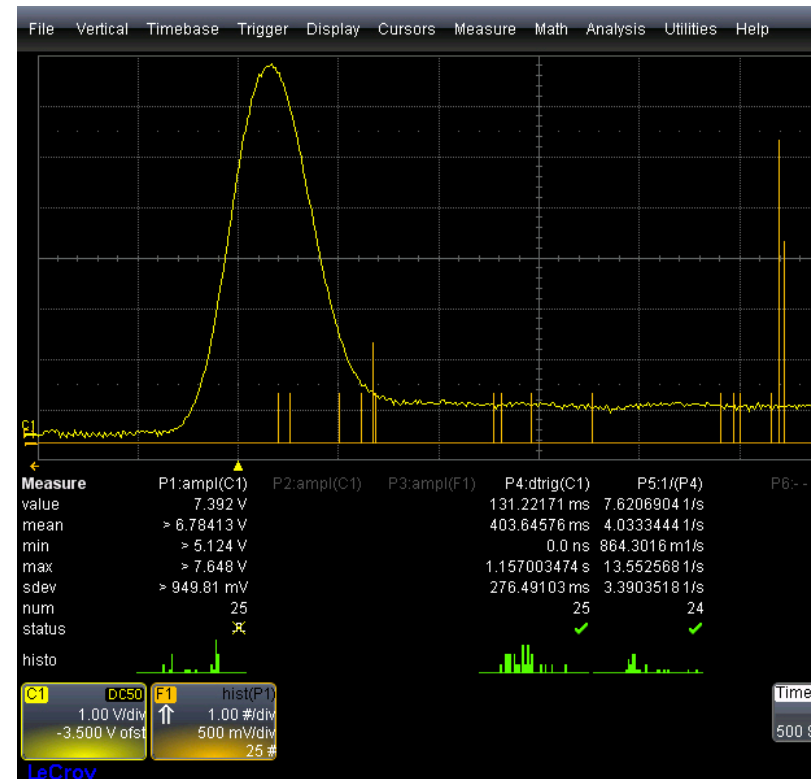 File Vertical Timebase Trigger Display Cursors Measure Math Analysis Utilities Help
C1
Measure P1:ampl(C1) P2:ampl(C1) P3:ampl(F1) P4:dtrig(C1) P5:1/(P4) P6:- -
value 7.392 V 131.22171 ms 7.6206904 1/s
mean > 6.78413 V 403.64576 ms 4.0333444 1/s
min > 5.124 V 0.0 ns 864.3016 m1/s
max > 7.648 V 1.157003474 s 13.552568 1/s
sdev > 949.81 mV 276.49103 ms 3.3903518 1/s
num 25 25 24
status
histo
C1 DC50 F1 hist(P1) Time
1.00 V/div 1.00 #/div
-3.500 V ofst 500 mV/div 500 S
25 #
LeCroy